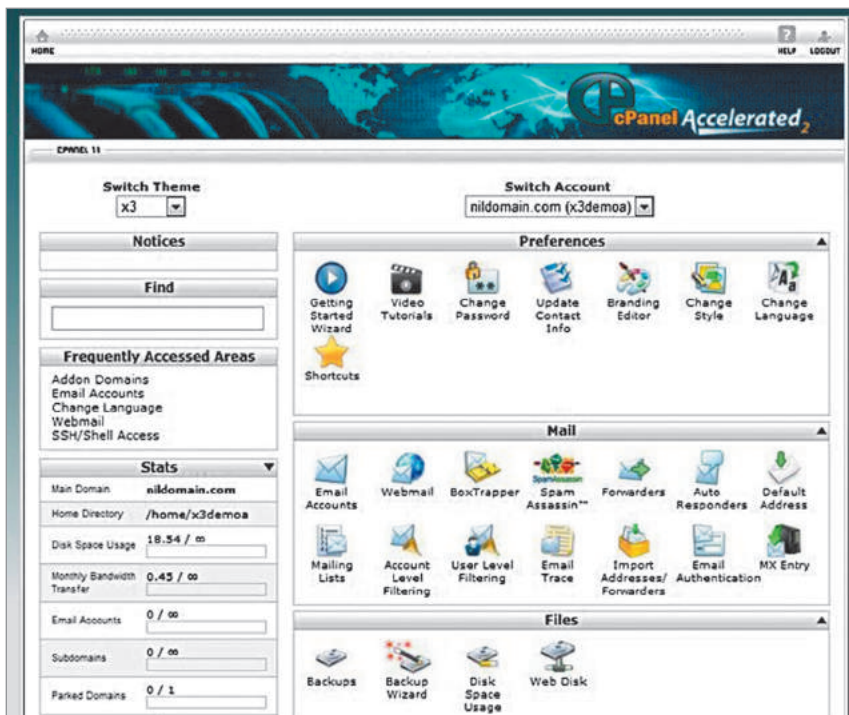 HOME
HELP LOGOUT
cPanel Accelerated2
CPANEL 11
Switch Theme
x3
Switch Account
nildomain.com (x3demoa)
Notices
Find
Frequently Accessed Areas
Addon Domains
Email Accounts
Change Language
Webmail
SSH/Shell Access
Stats
Main Domain nildomain.com
Home Directory /home/x3demoa
Disk Space Usage 18.54 / ∞
Monthly Bandwidth
Transfer 0.45 / ∞
Email Accounts 0 / ∞
Subdomains 0 / ∞
Parked Domains 0 / 1
Preferences
Getting
Started
Wizard
Video
Tutorials
Change
Password
Update
Contact
Info
Branding
Editor
Change
Style
Change
Language
Shortcuts
Mail
Email
Accounts
Webmail
BoxTrapper
SpamAssassin
Spam
Assassin™
Forwarders
Auto
Responders
Default
Address
Mailing
Lists
Account
Level
Filtering
User Level
Filtering
Email
Trace
Import
Addresses/
Forwarders
Email
Authentication
MX Entry
Files
Backups
Backup
Wizard
Disk
Space
Usage
Web Disk